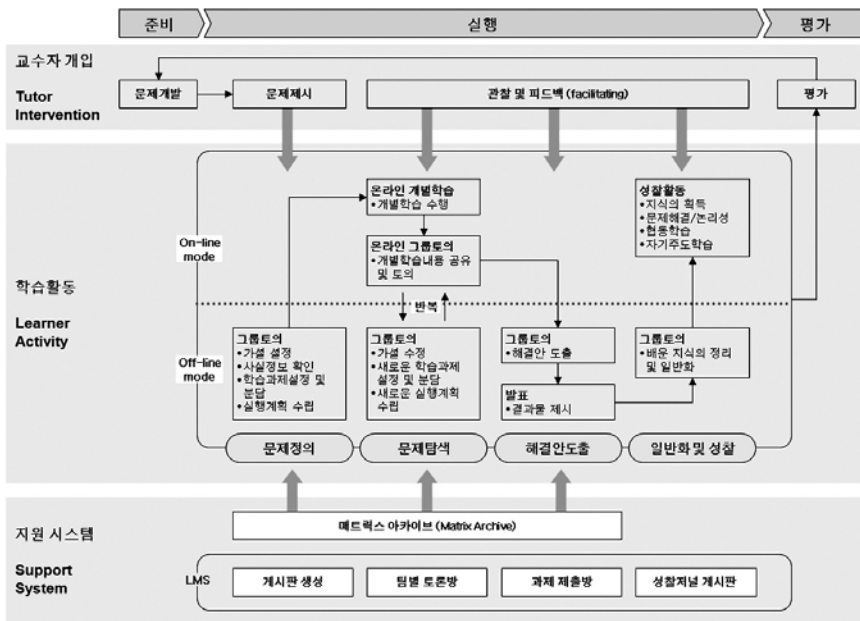 준비
실행
평가
교수자 개입
Tutor
Intervention
문제개발
문제제시
관찰 및 피드백 (facilitating)
평가
학습활동
Learner
Activity
On-line
mode
온라인 개별학습
•개별학습 수행
온라인 그룹토의
•개별학습내용 공유
및 토의
성찰활동
•지식의 획득
•문제해결/논리성
•협동학습
•자기주도학습
반복
Off-line
mode
그룹토의
•가설 설정
•사실정보 확인
•학습과제설정 및
분담
•실행계획 수립
그룹토의
•가설 수정
•새로운 학습과제
설정 및 분담
•새로운 실행계획
수립
그룹토의
•해결안 도출
발표
•결과물 제시
그룹토의
•배운 지식의 정리
및 일반화
문제정의
문제탐색
해결안도출
일반화 및 성찰
지원 시스템
Support
System
매트릭스 아카이브 (Matrix Archive)
LMS
게시판 생성
팀별 토론방
과제 제출방
성찰저널 게시판